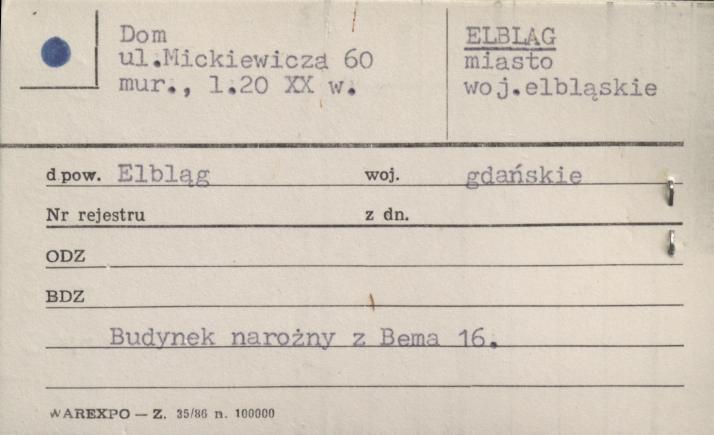 Dom
ul.Mickiewicza 60
mur., l.20 XX w.
ELBLĄG
miasto
woj.elbląskie
d pow. Elbląg woj. gdańskie
Nr rejestru z dn.
ODZ
BDZ
Budynek narożny z Bema 16.
WAREXPO — Z. 35/86 n. 100000